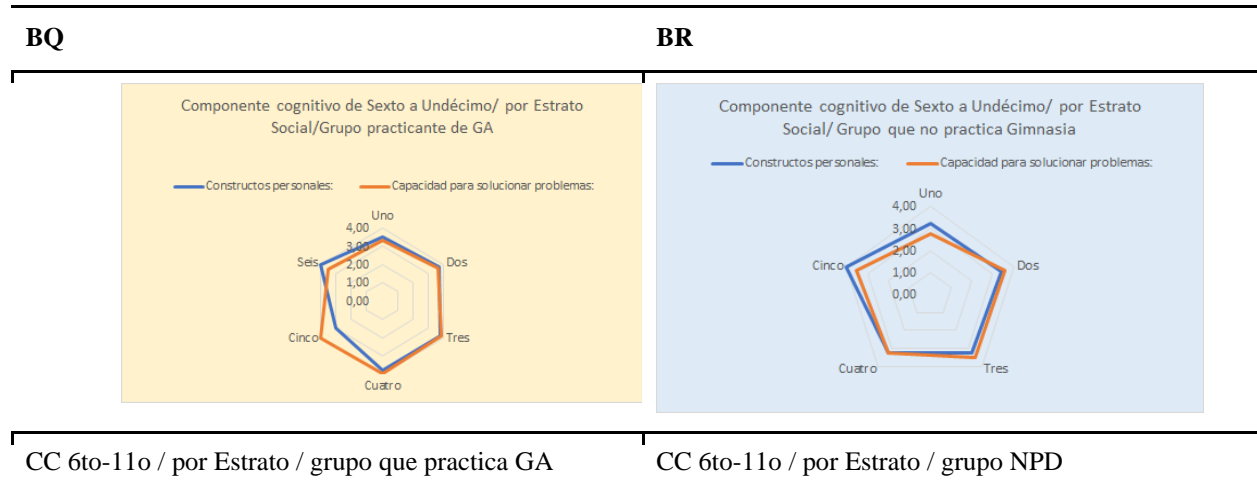 BQ
BR
Componente cognitivo de Sexto a Undécimo/ por Estrato
Social/Grupo practicante de GA
Constructos personales:
Capacidad para solucionar problemas:
Uno
4,00
3,00
2,00
1,00
0,00
Dos
Tres
Cuatro
Cinco
Seis
Componente cognitivo de Sexto a Undécimo/ por Estrato
Social/ Grupo que no practica Gimnasia
Constructos personales:
Capacidad para solucionar problemas:
Uno
4,00
3,00
2,00
1,00
0,00
Dos
Tres
Cuatro
Cinco
CC 6to-11o / por Estrato / grupo que practica GA
CC 6to-11o / por Estrato / grupo NPD